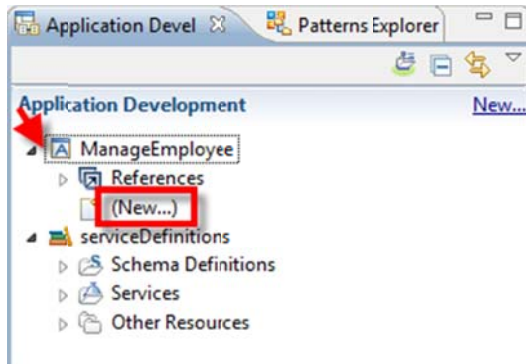 Application Devel Patterns Explorer
Application Development New...
ManageEmployee
References
(New...)
serviceDefinitions
Schema Definitions
Services
Other Resources